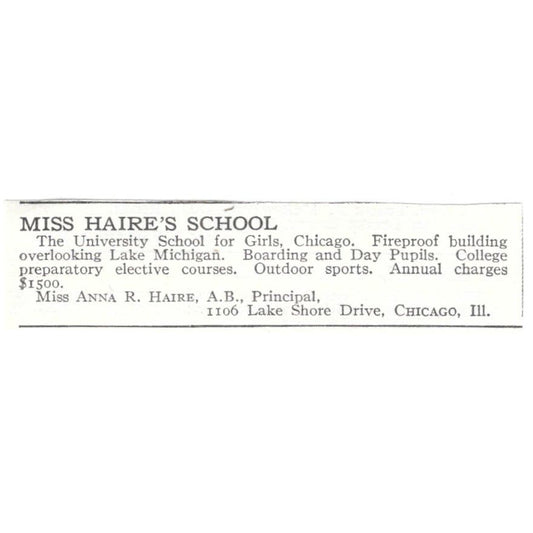 MISS HAIRE'S SCHOOL
The University School for Girls, Chicago. Fireproof building
overlooking Lake Michigan. Boarding and Day Pupils. College
preparatory elective courses. Outdoor sports. Annual charges
$1500.
Miss ANNA R. HAIRE, A.B., Principal,
1106 Lake Shore Drive, CHICAGO, Ill.